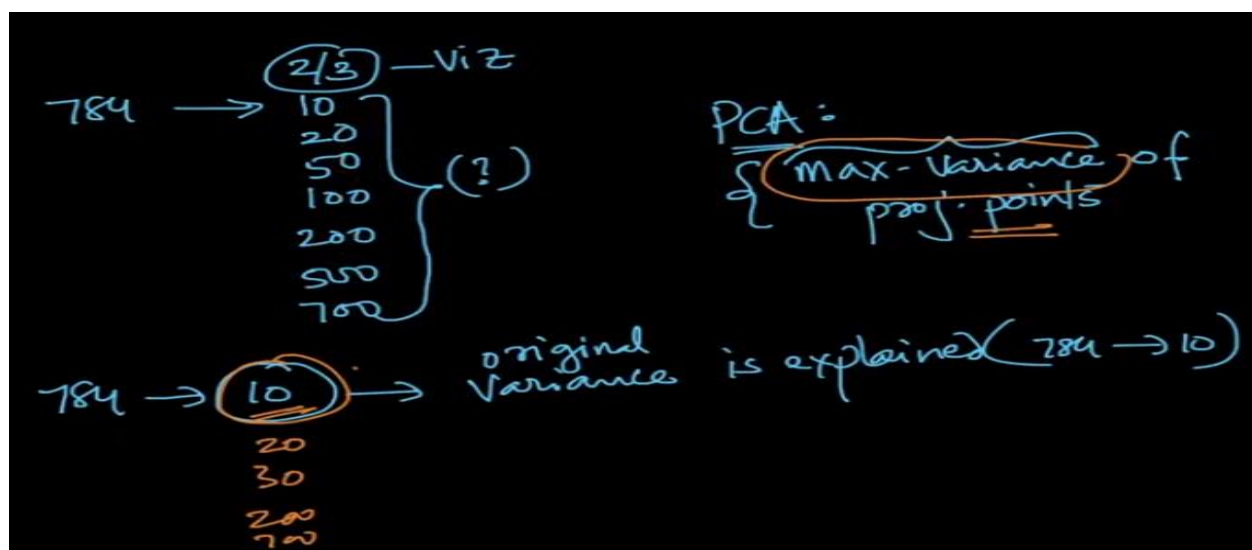 2/3 — Viz
784 → 10
20
50
100
200
500
700
(?)
PCA:
{ max-variance of
proj. points
784 → 10 → original
variance is explained (784 → 10)
20
30
200
700